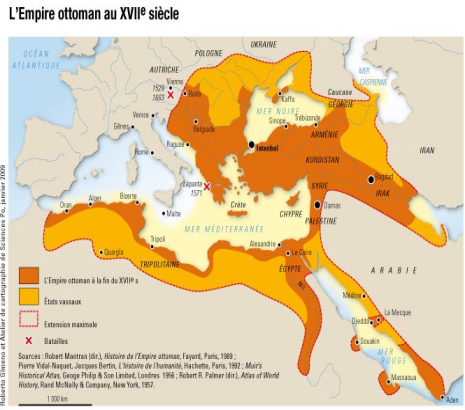 L'Empire ottoman au XVIIe siècle
OCÉAN
ATLANTIQUE
UKRAINE
POLOGNE
AUTRICHE
Vienne
1529
1683
Buda
MER
CASPIENNE
Kaffa
Caucase
GÉORGIE
Venise
Gênes
Belgrade
MER NOIRE
Sinope
Trébizonde
ARMÉNIE
Rome
Raguse
Istanbul
KURDISTAN
IRAN
Lépante
1571
Bagdad
IRAK
Oran
Alger
Bizerte
Malte
Crète
CHYPRE
SYRIE
Damas
PALESTINE
MER MÉDITERRANÉE
Ouargla
Tripoli
TRIPOLITAINE
Alexandrie
Le Caire
ÉGYPTE
Nil
ARABIE
Médine
La Mecque
Djedda
Souakin
MER
ROUGE
Massaoua
Aden
L'Empire ottoman à la fin du XVIIe s
États vassaux
Extension maximale
Batailles
Sources : Robert Mantran (dir.), Histoire de l'Empire ottoman, Fayard, Paris, 1989 ;
Pierre Vidal-Naquet, Jacques Bertin, L'histoire de l'humanité, Hachette, Paris, 1992 ; Muir's
Historical Atlas, Geoge Philip & Son Limited, Londres 1956 ; Robert R. Palmer (dir.), Atlas of World
History, Rand McNally & Company, New York, 1957.
1 000 km
Roberto Gimeno et Atelier de cartographie de Sciences Po, janvier 2009